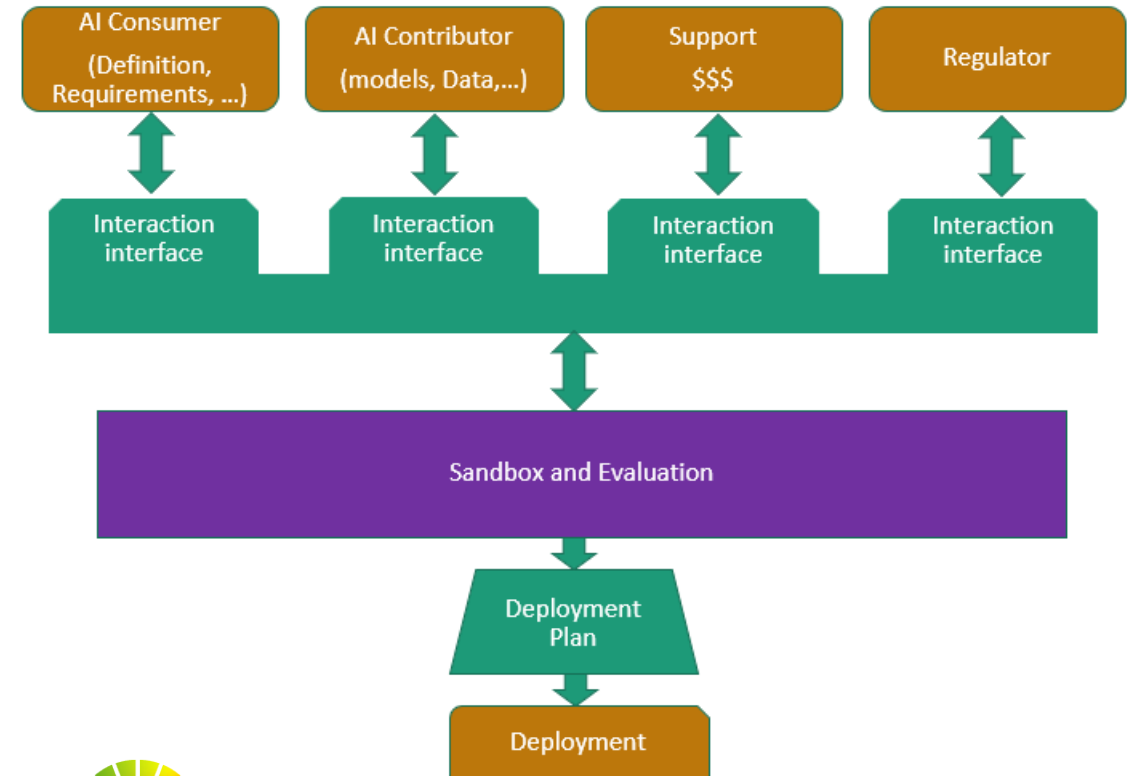 AI Consumer
(Definition,
Requirements, …)
AI Contributor
(models, Data,…)
Support
$$$
Regulator
Interaction
interface
Interaction
interface
Interaction
interface
Interaction
interface
Sandbox and Evaluation
Deployment
Plan
Deployment